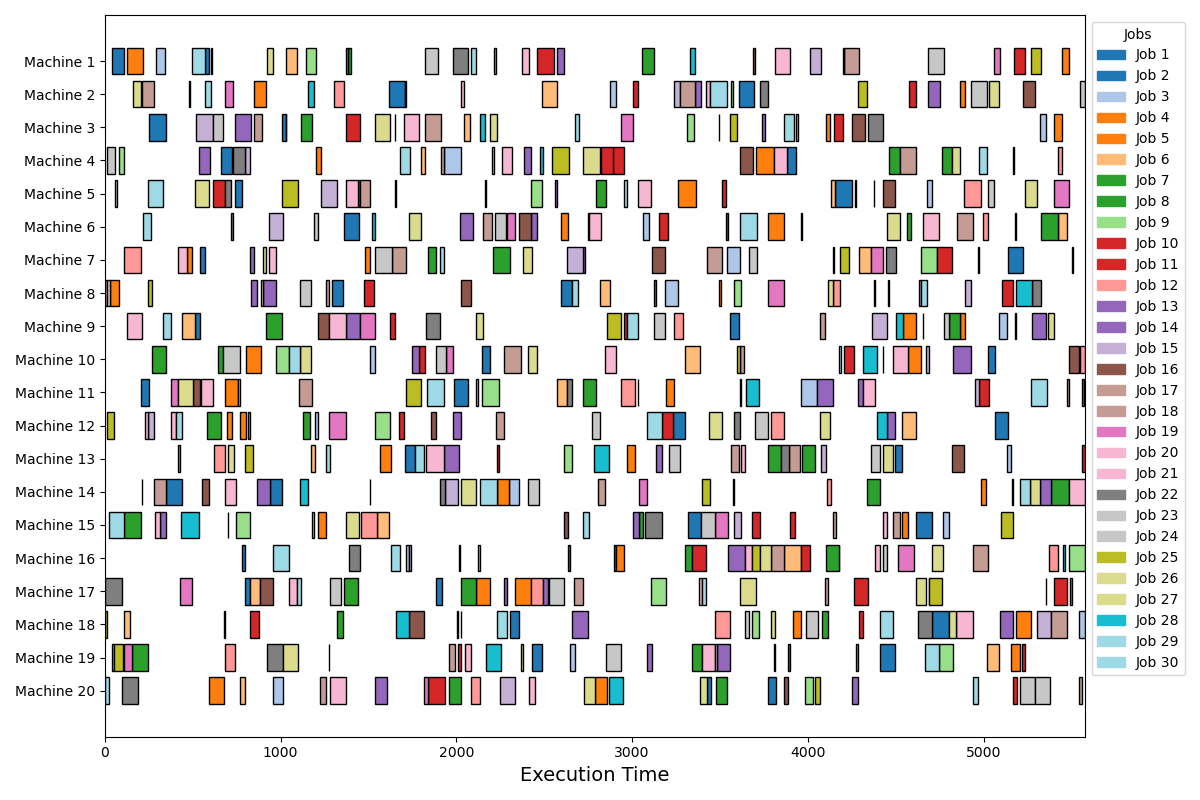 Machine 1
Machine 2
Machine 3
Machine 4
Machine 5
Machine 6
Machine 7
Machine 8
Machine 9
Machine 10
Machine 11
Machine 12
Machine 13
Machine 14
Machine 15
Machine 16
Machine 17
Machine 18
Machine 19
Machine 20
0 1000 2000 3000 4000 5000
Execution Time
Jobs
Job 1
Job 2
Job 3
Job 4
Job 5
Job 6
Job 7
Job 8
Job 9
Job 10
Job 11
Job 12
Job 13
Job 14
Job 15
Job 16
Job 17
Job 18
Job 19
Job 20
Job 21
Job 22
Job 23
Job 24
Job 25
Job 26
Job 27
Job 28
Job 29
Job 30